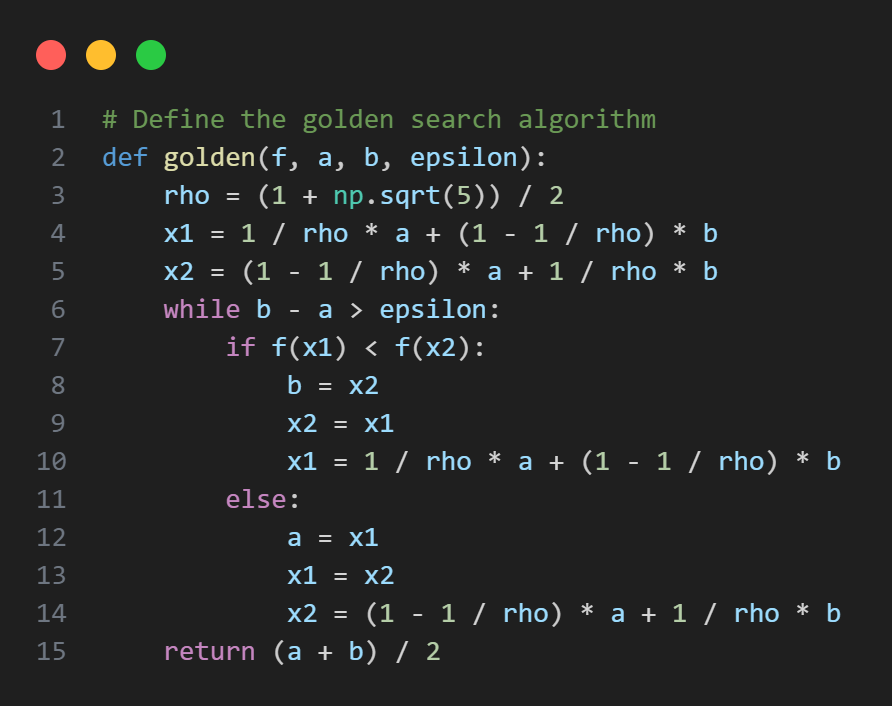 1 # Define the golden search algorithm
2 def golden(f, a, b, epsilon):
3     rho = (1 + np.sqrt(5)) / 2
4     x1 = 1 / rho * a + (1 - 1 / rho) * b
5     x2 = (1 - 1 / rho) * a + 1 / rho * b
6     while b - a > epsilon:
7         if f(x1) < f(x2):
8             b = x2
9             x2 = x1
10             x1 = 1 / rho * a + (1 - 1 / rho) * b
11         else:
12             a = x1
13             x1 = x2
14             x2 = (1 - 1 / rho) * a + 1 / rho * b
15     return (a + b) / 2